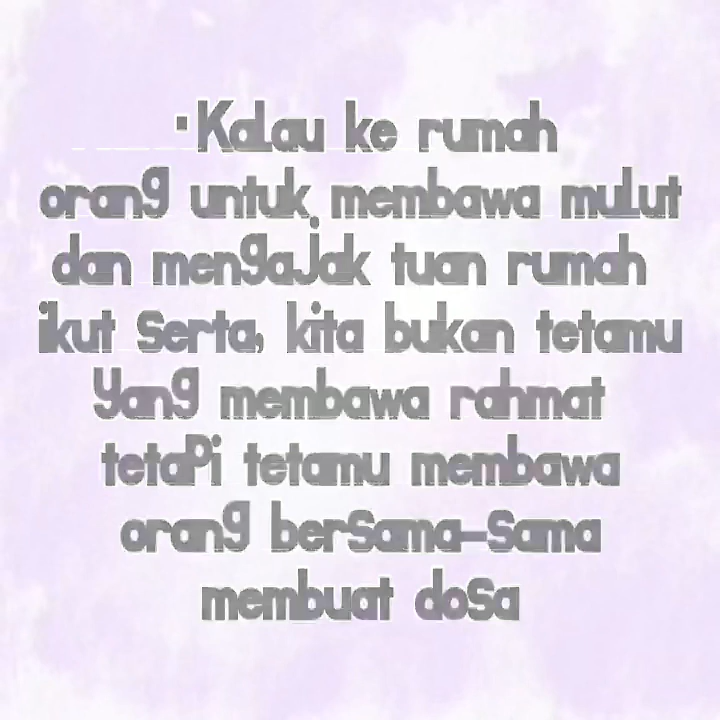 •Kalau ke rumah
orang untuk membawa mulut
dan mengajak tuan rumah
ikut serta, kita bukan tetamu
yang membawa rahmat
tetapi tetamu membawa
orang bersama-sama
membuat dosa